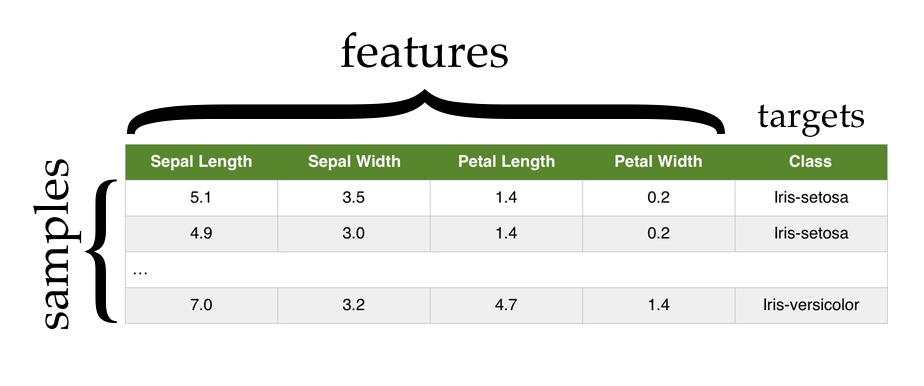 features
targets
samples
Sepal Length Sepal Width Petal Length Petal Width Class
5.1 3.5 1.4 0.2 Iris-setosa
4.9 3.0 1.4 0.2 Iris-setosa
...
7.0 3.2 4.7 1.4 Iris-versicolor